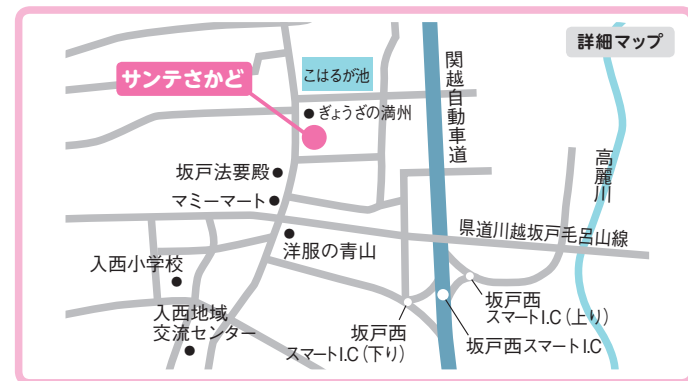 詳細マップ
こはるが池
サンテさかど
ぎょうざの満州
関越自動車道
高麗川
坂戸法要殿
マミーマート
県道川越坂戸毛呂山線
洋服の青山
入西小学校
入西地域
交流センター
坂戸西
スマートI.C(上り)
坂戸西
スマートI.C(下り)
坂戸西スマートI.C